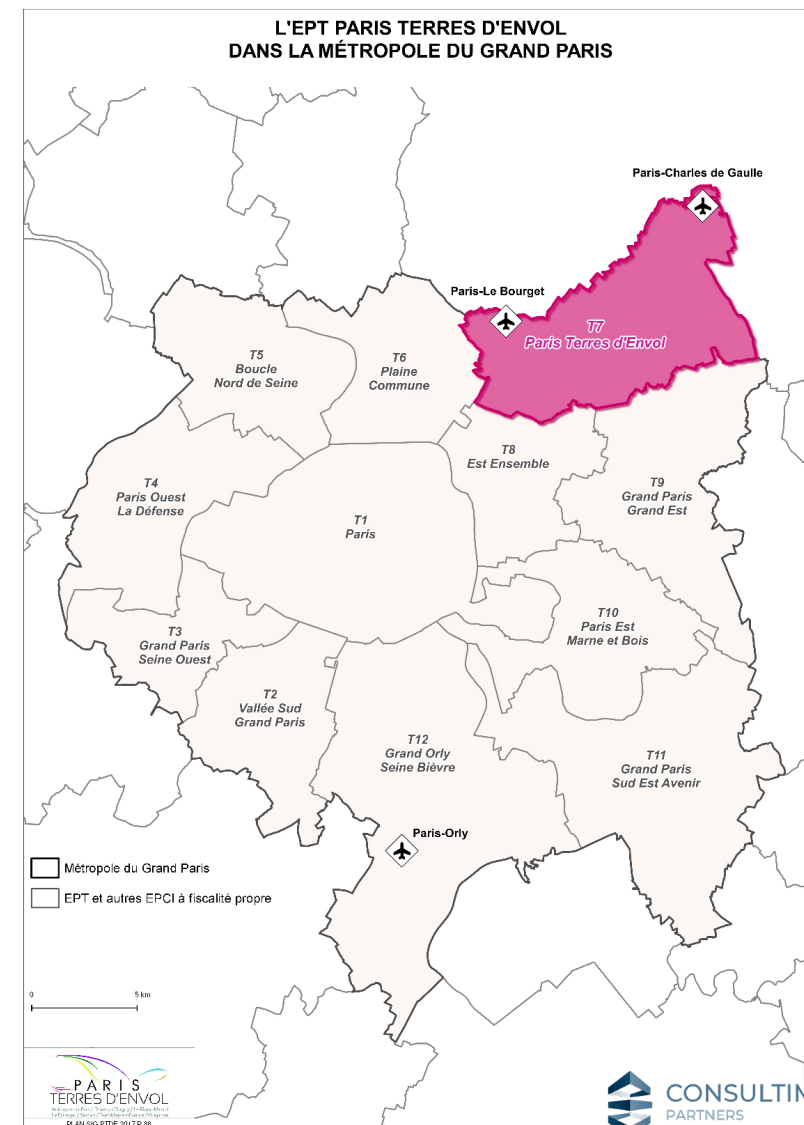 L'EPT PARIS TERRES D'ENVOL
DANS LA MÉTROPOLE DU GRAND PARIS
Paris-Charles de Gaulle
Paris-Le Bourget
T7
Paris Terres d'Envol
T5
Boucle
Nord de Seine
T6
Plaine
Commune
T8
Est Ensemble
T4
Paris Ouest
La Défense
T9
Grand Paris
Grand Est
T1
Paris
T10
Paris Est
Marne et Bois
T3
Grand Paris
Seine Ouest
T2
Vallée Sud
Grand Paris
T12
Grand Orly
Seine Bièvre
T11
Grand Paris
Sud Est Avenir
Paris-Orly
Métropole du Grand Paris
EPT et autres EPCI à fiscalité propre
0 5 km
PARIS
TERRES D'ENVOL
CONSULTIN
PARTNERS